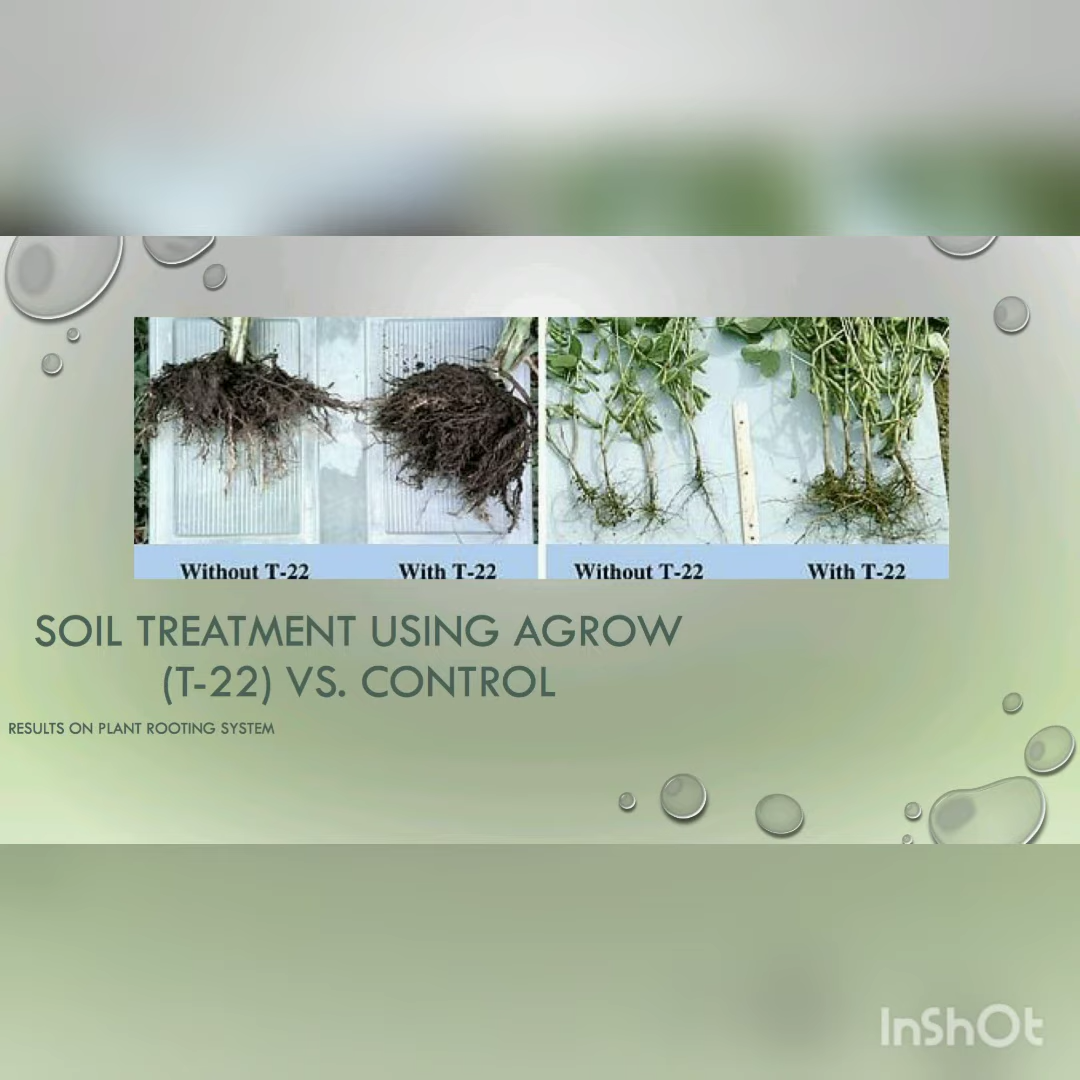 Without T-22
With T-22
Without T-22
With T-22
SOIL TREATMENT USING AGROW
(T-22) VS. CONTROL
RESULTS ON PLANT ROOTING SYSTEM
InShOt